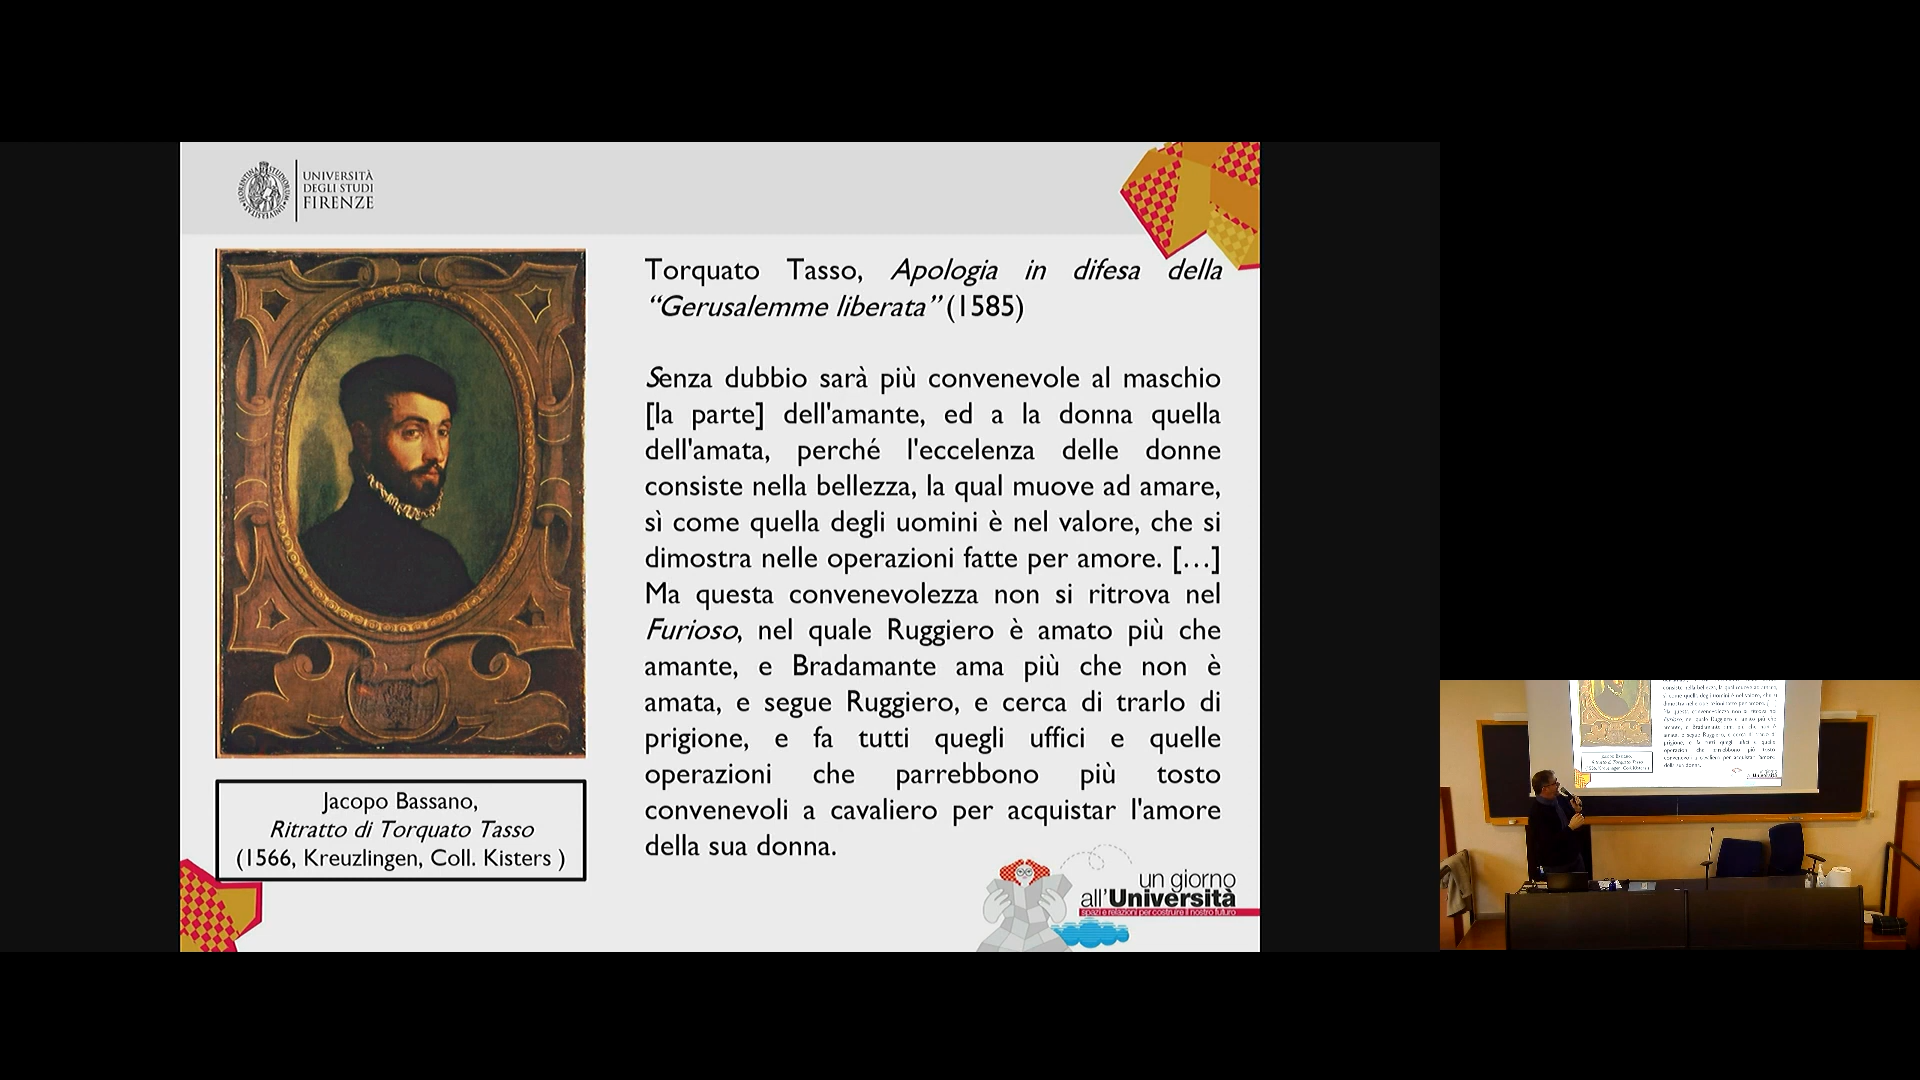 UNIVERSITÀ
DEGLI STUDI
FIRENZE
Torquato Tasso, Apologia in difesa della
“Gerusalemme liberata” (1585)
Senza dubbio sarà più convenevole al maschio
[la parte] dell'amante, ed a la donna quella
dell'amata, perché l'eccelenza delle donne
consiste nella bellezza, la qual muove ad amare,
sì come quella degli uomini è nel valore, che si
dimostra nelle operazioni fatte per amore. […]
Ma questa convenevolezza non si ritrova nel
Furioso, nel quale Ruggiero è amato più che
amante, e Bradamante ama più che non è
amata, e segue Ruggiero, e cerca di trarlo di
prigione, e fa tutti quegli uffici e quelle
operazioni che parrebbono più tosto
convenevoli a cavaliero per acquistar l'amore
della sua donna.
Jacopo Bassano,
Ritratto di Torquato Tasso
(1566, Kreuzlingen, Coll. Kisters )
un giorno
all'Università
spazi e relazioni per costruire il nostro futuro